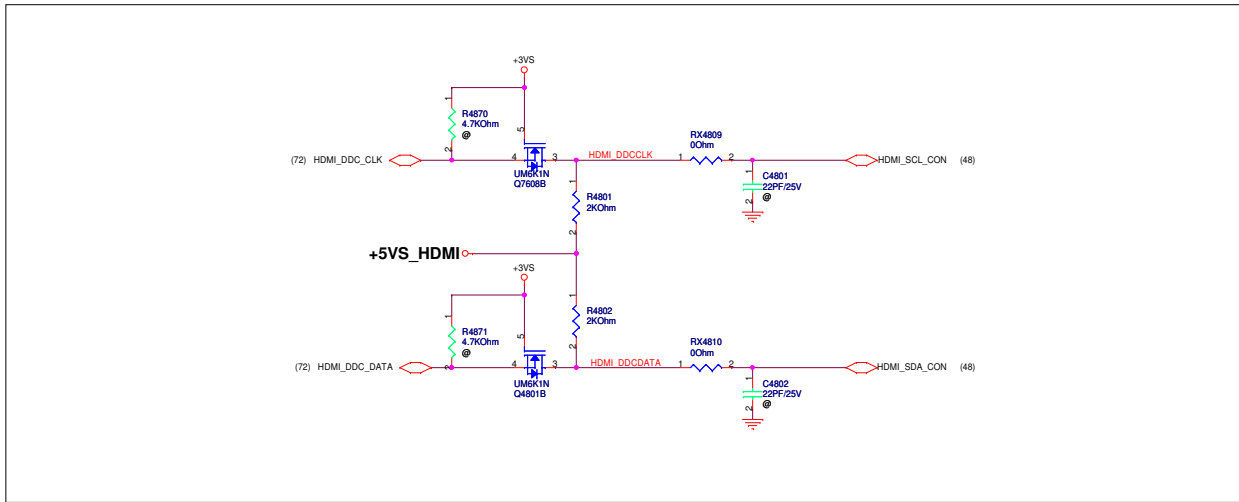 +3VS
1
R4870
4.7KOhm
@
2
5
(72) HDMI_DDC_CLK
4
3
HDMI_DDCCLK
UM6K1N
Q7608B
RX4809
0Ohm
1
2
HDMI_SCL_CON (48)
1
C4801
22PF/25V
@
2
1
R4801
2KOhm
2
+5VS_HDMI
+3VS
1
R4871
4.7KOhm
@
2
5
1
R4802
2KOhm
2
(72) HDMI_DDC_DATA
4
3
HDMI_DDCDATA
UM6K1N
Q4801B
RX4810
0Ohm
1
2
HDMI_SDA_CON (48)
1
C4802
22PF/25V
@
2